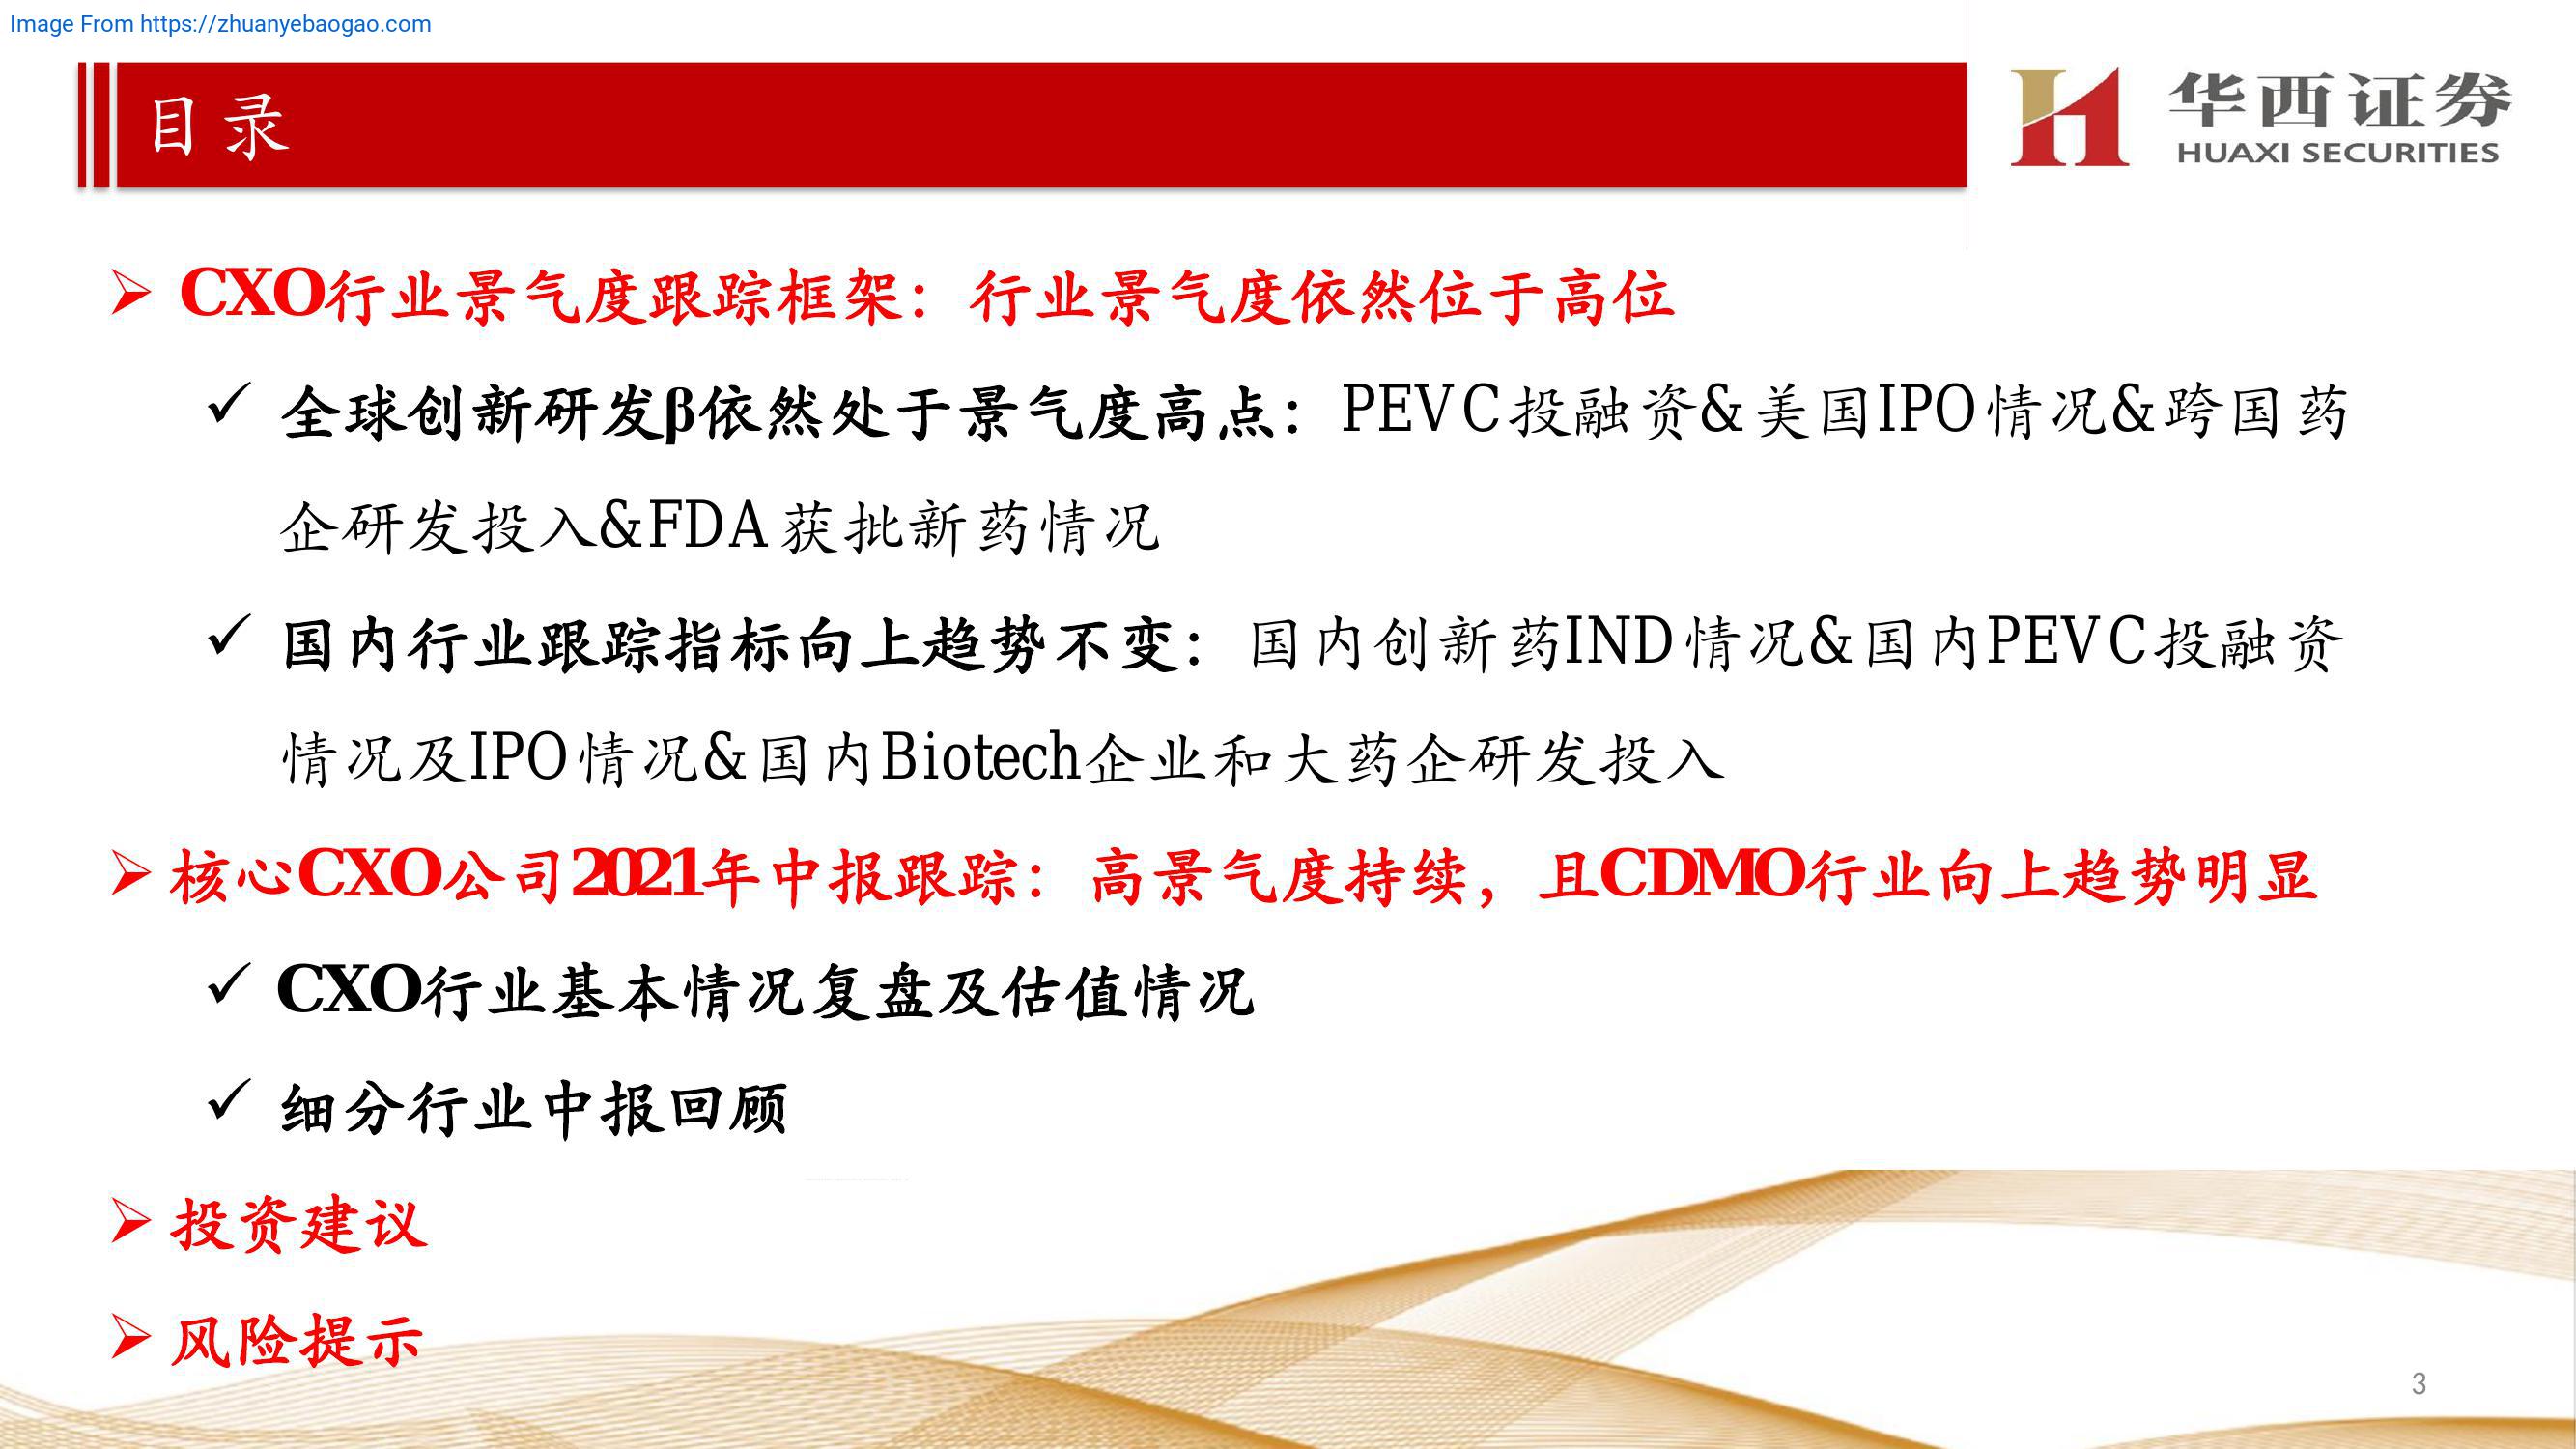 Image From https://zhuanyebaogao.com
目录
华西证券
HUAXI SECURITIES
➢ CXO行业景气度跟踪框架：行业景气度依然位于高位
✓ 全球创新研发β依然处于景气度高点：PEVC投融资&美国IPO情况&跨国药
企研发投入&FDA获批新药情况
✓ 国内行业跟踪指标向上趋势不变：国内创新药IND情况&国内PEVC投融资
情况及IPO情况&国内Biotech企业和大药企研发投入
➢ 核心CXO公司2021年中报跟踪：高景气度持续，且CDMO行业向上趋势明显
✓ CXO行业基本情况复盘及估值情况
✓ 细分行业中报回顾
➢ 投资建议
➢ 风险提示
3